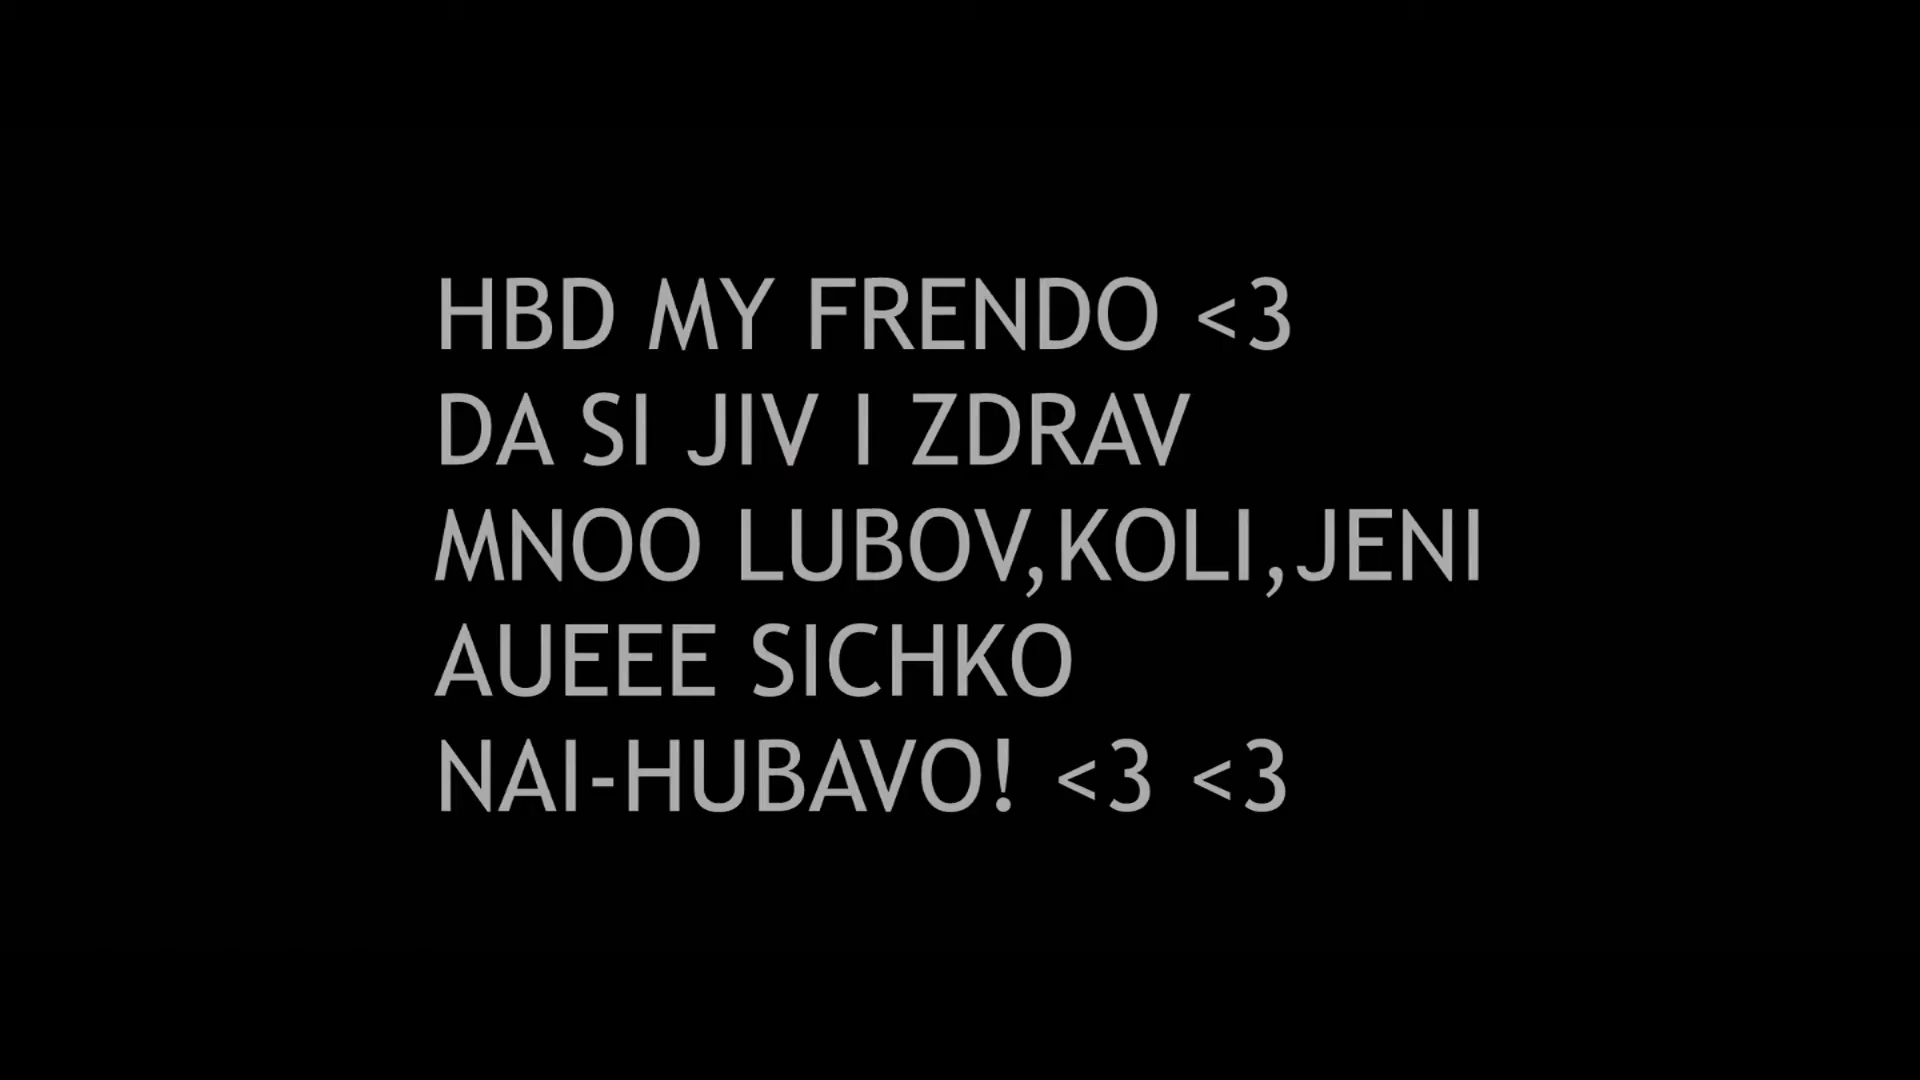 HBD MY FRENDO <3
DA SI JIV I ZDRAV
MNOO LUBOV,KOLI,JENI
AUEEE SICHKO
NAI-HUBAVO! <3 <3